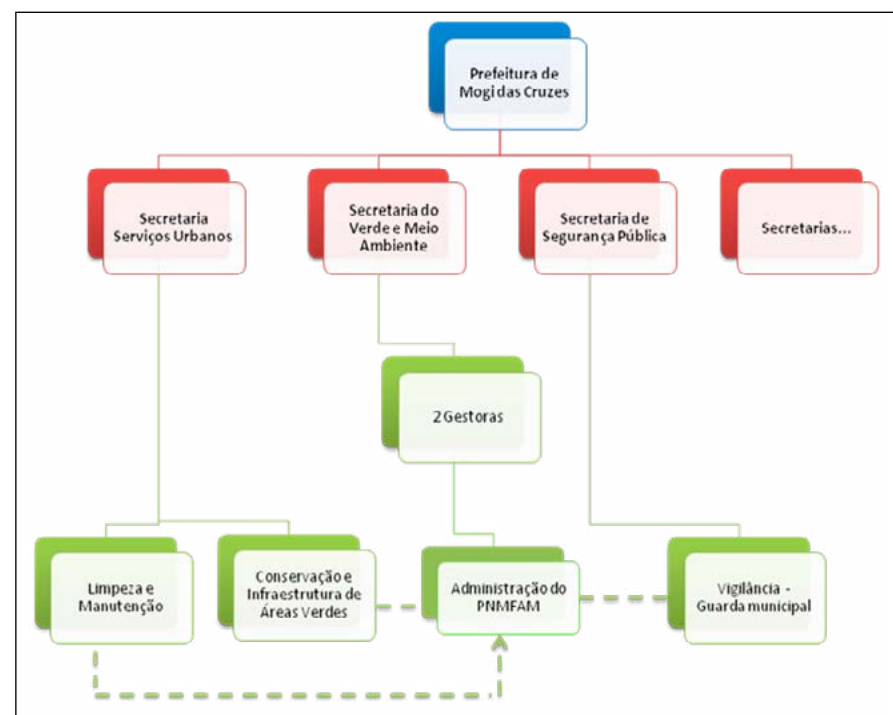 Prefeitura de
Mogi das Cruzes
Secretaria
Serviços Urbanos
Secretaria do
Verde e Meio
Ambiente
Secretaria de
Segurança Pública
Secretarias...
2 Gestoras
Limpeza e
Manutenção
Conservação e
Infraestrutura de
Áreas Verdes
Administração do
PNMFAM
Vigilância -
Guarda municipal